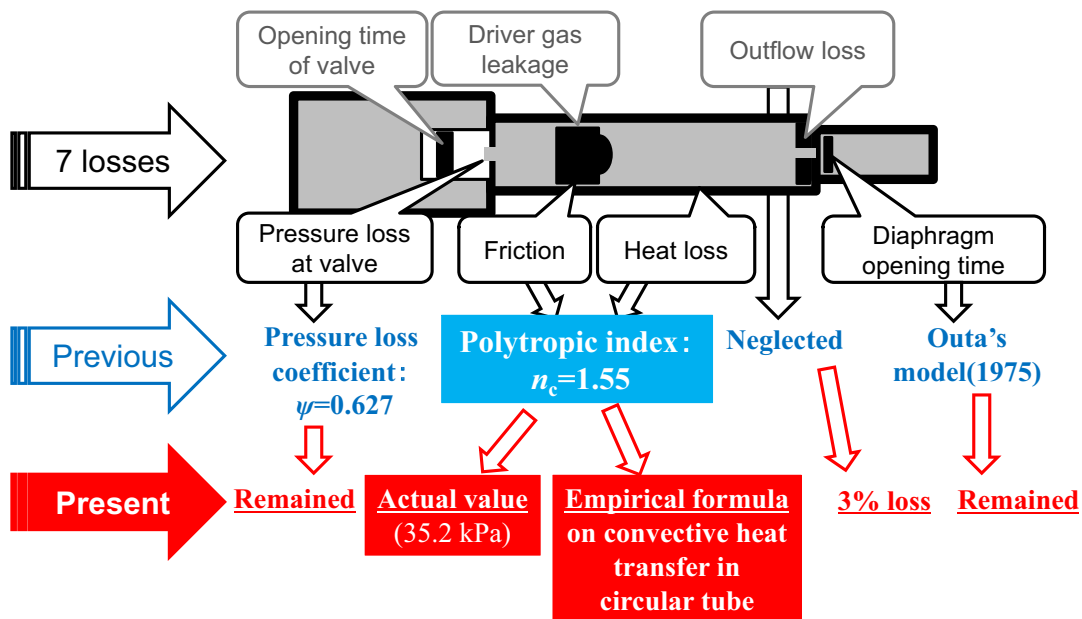 Opening time
of valve
Driver gas
leakage
Outflow loss
7 losses
Pressure loss
at valve
Friction
Heat loss
Diaphragm
opening time
Previous
Pressure loss
coefficient:
ψ=0.627
Polytropic index:
nc=1.55
Neglected
Outa's
model(1975)
Present
Remained
Actual value
(35.2 kPa)
Empirical formula
on convective heat
transfer in
circular tube
3% loss
Remained